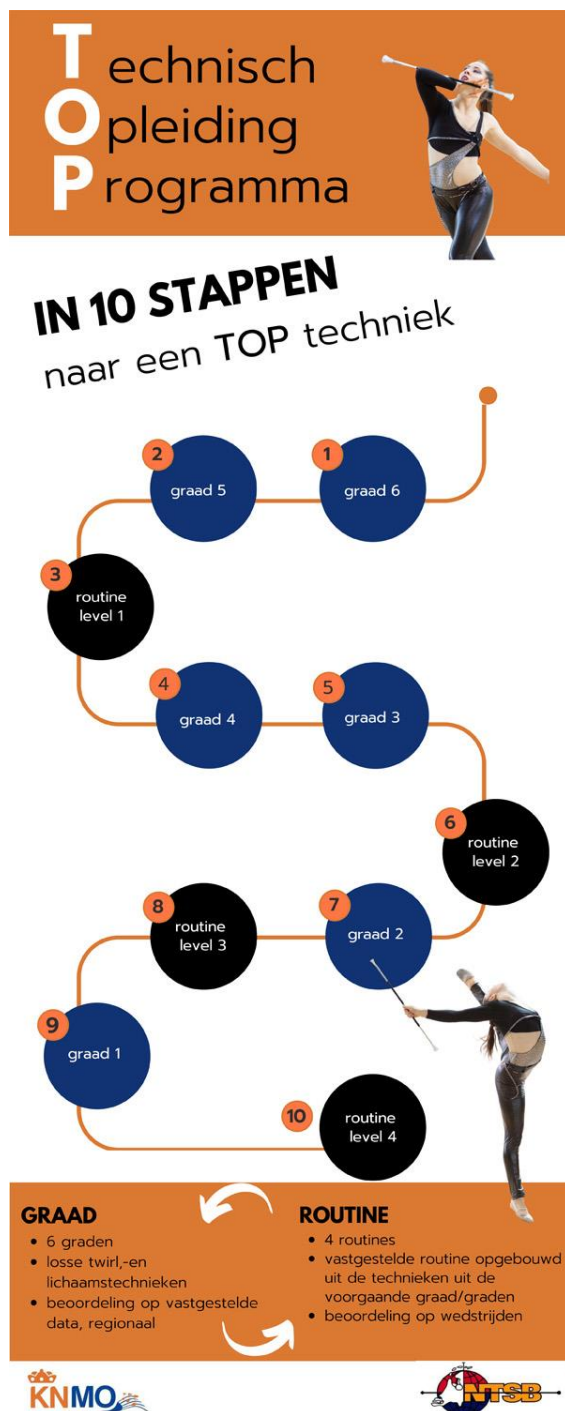 Technisch
Opleiding
Programma
IN 10 STAPPEN
naar een TOP techniek
1
graad 6
2
graad 5
3
routine
level 1
4
graad 4
5
graad 3
6
routine
level 2
7
graad 2
8
routine
level 3
9
graad 1
10
routine
level 4
GRAAD
• 6 graden
• losse twirl,-en
lichaamstechnieken
• beoordeling op vastgestelde
data, regionaal
ROUTINE
• 4 routines
• vastgestelde routine opgebouwd
uit de technieken uit de
voorgaande graad/graden
• beoordeling op wedstrijden
KNMO
NTSB